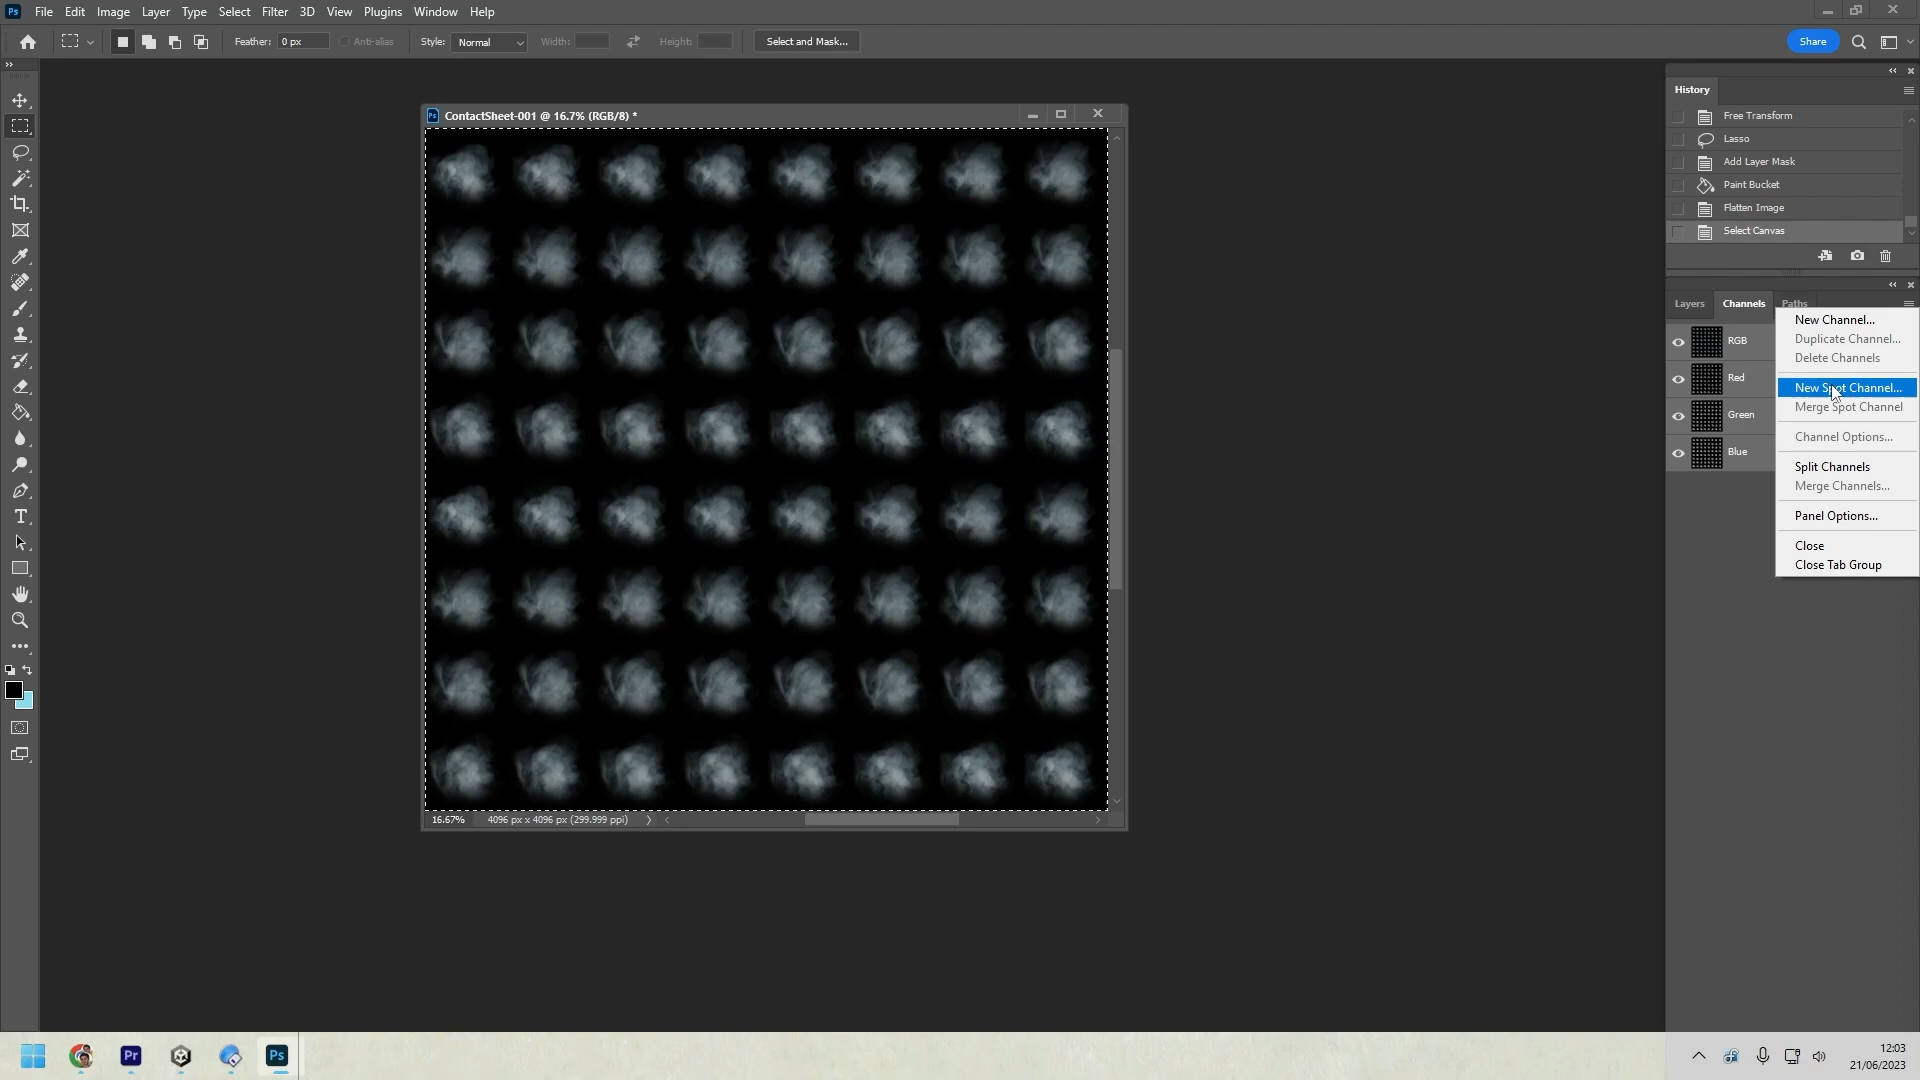 Ps File Edit Image Layer Type Select Filter 3D View Plugins Window Help
Feather: 0 px Anti-alias Style: Normal Width: Height: Select and Mask... Share
History
Free Transform
Lasso
Add Layer Mask
Paint Bucket
Flatten Image
Select Canvas
Ps ContactSheet-001 @ 16.7% (RGB/8) *
Layers Channels Paths
RGB
Red
Green
Blue
New Channel...
Duplicate Channel...
Delete Channels
New Spot Channel...
Merge Spot Channel
Channel Options...
Split Channels
Merge Channels...
Panel Options...
Close
Close Tab Group
16.67% 4096 px x 4096 px (299.999 ppi)
Pr Ps
12:03
21/06/2023